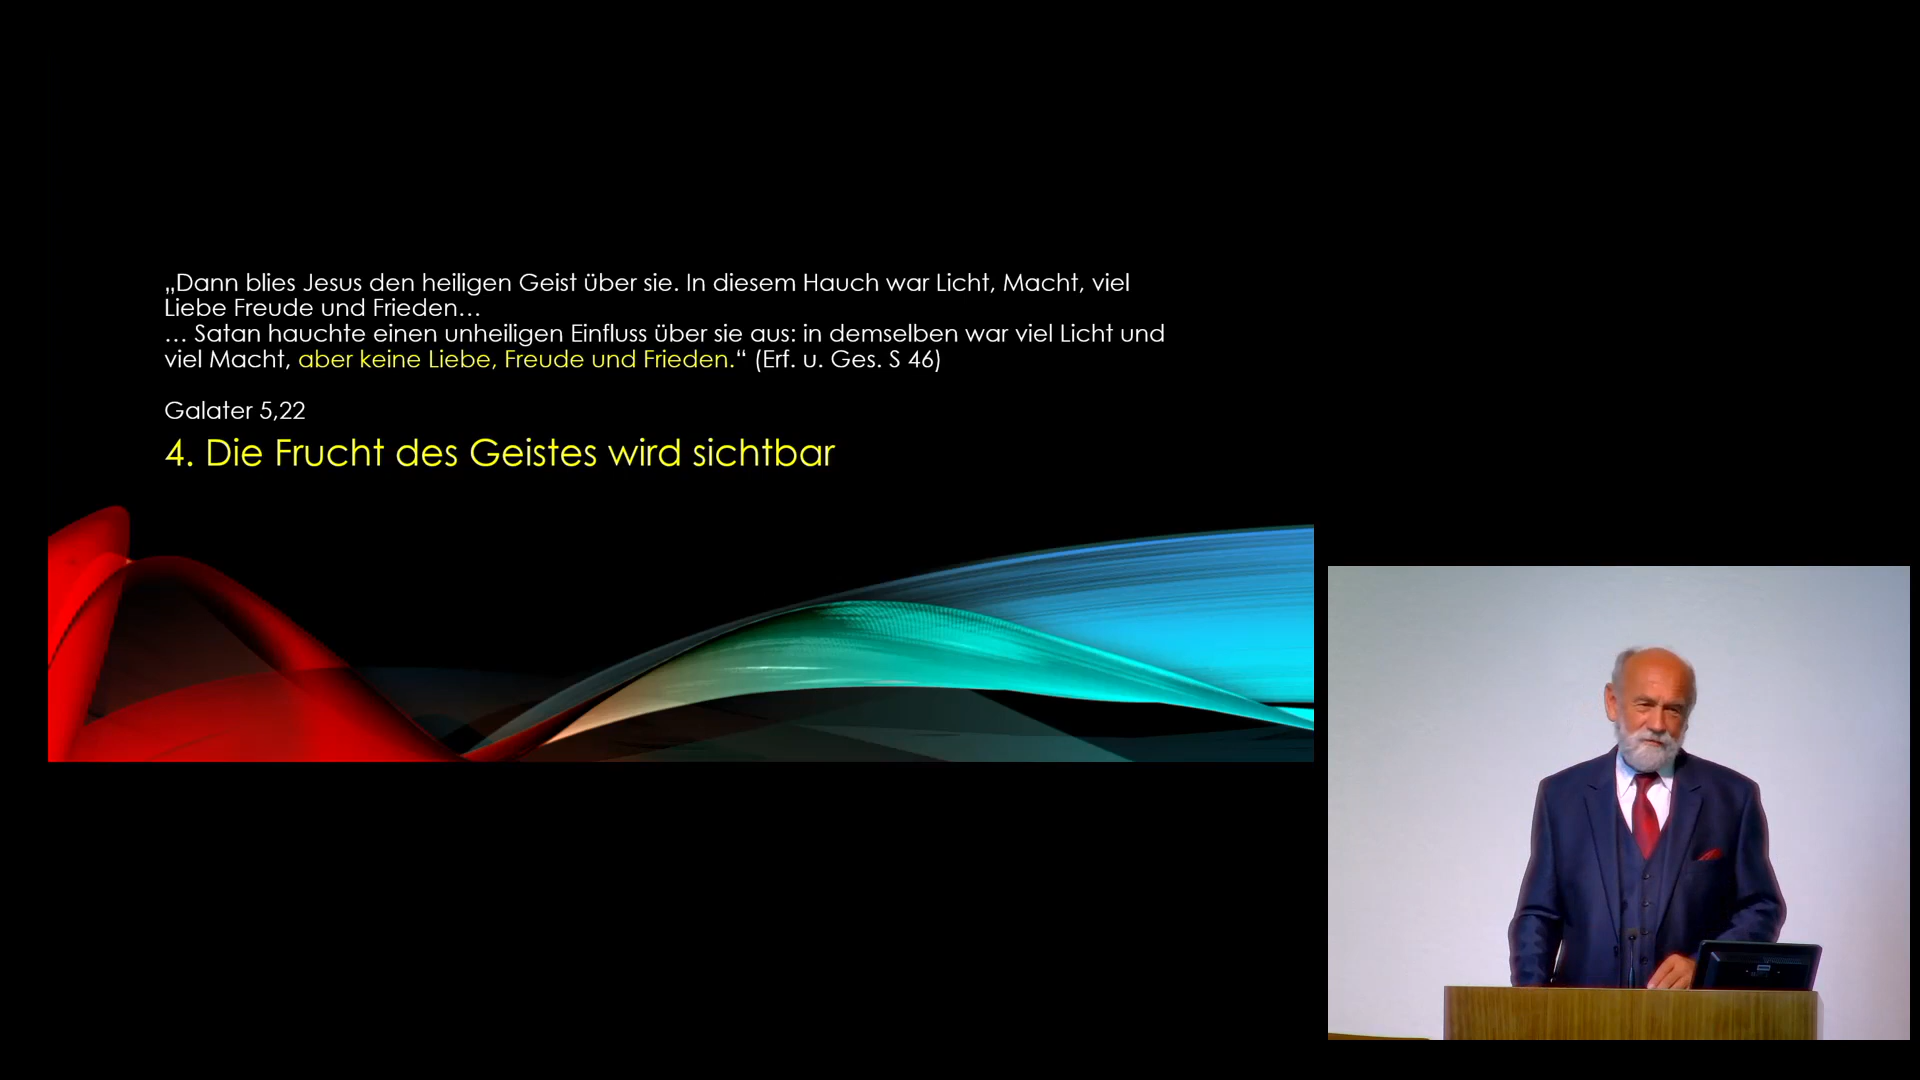 „Dann blies Jesus den heiligen Geist über sie. In diesem Hauch war Licht, Macht, viel
Liebe Freude und Frieden…
… Satan hauchte einen unheiligen Einfluss über sie aus: in demselben war viel Licht und
viel Macht, aber keine Liebe, Freude und Frieden.“ (Erf. u. Ges. S 46)
Galater 5,22
4. Die Frucht des Geistes wird sichtbar